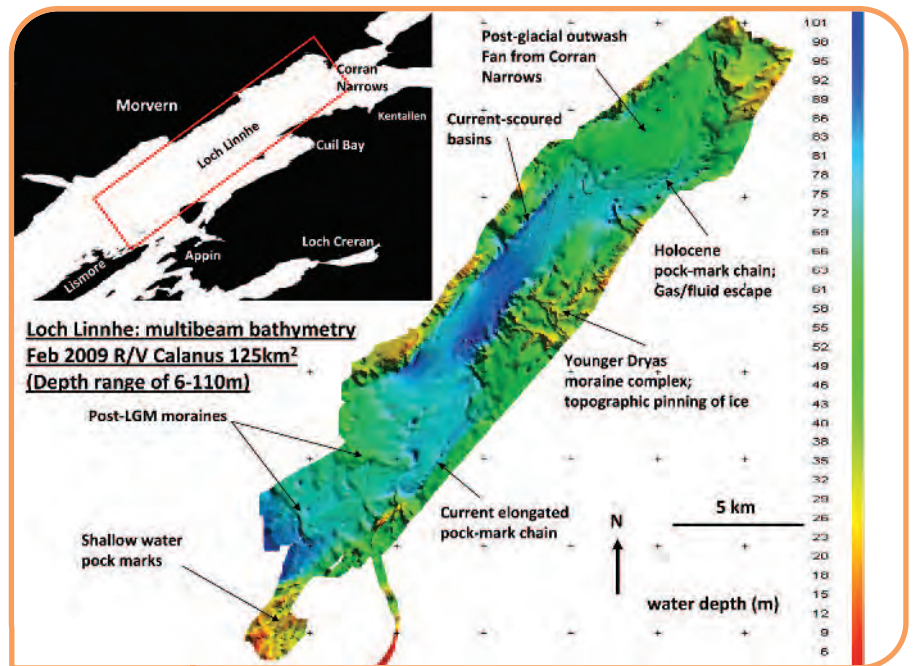 Morvern
Corran
Narrows
Kentallen
Loch Linnhe
Cuil Bay
Loch Creran
Appin
Lismore
Loch Linnhe: multibeam bathymetry
Feb 2009 R/V Calanus 125km²
(Depth range of 6-110m)
Post-glacial outwash
Fan from Corran
Narrows
Current-scoured
basins
Holocene
pock-mark chain;
Gas/fluid escape
Younger Dryas
moraine complex;
topographic pinning of ice
Post-LGM moraines
Current elongated
pock-mark chain
Shallow water
pock marks
N
5 km
water depth (m)
101
98
95
92
89
86
83
81
78
75
72
69
66
63
61
58
55
52
49
46
43
40
38
35
32
29
26
23
20
18
15
12
9
6